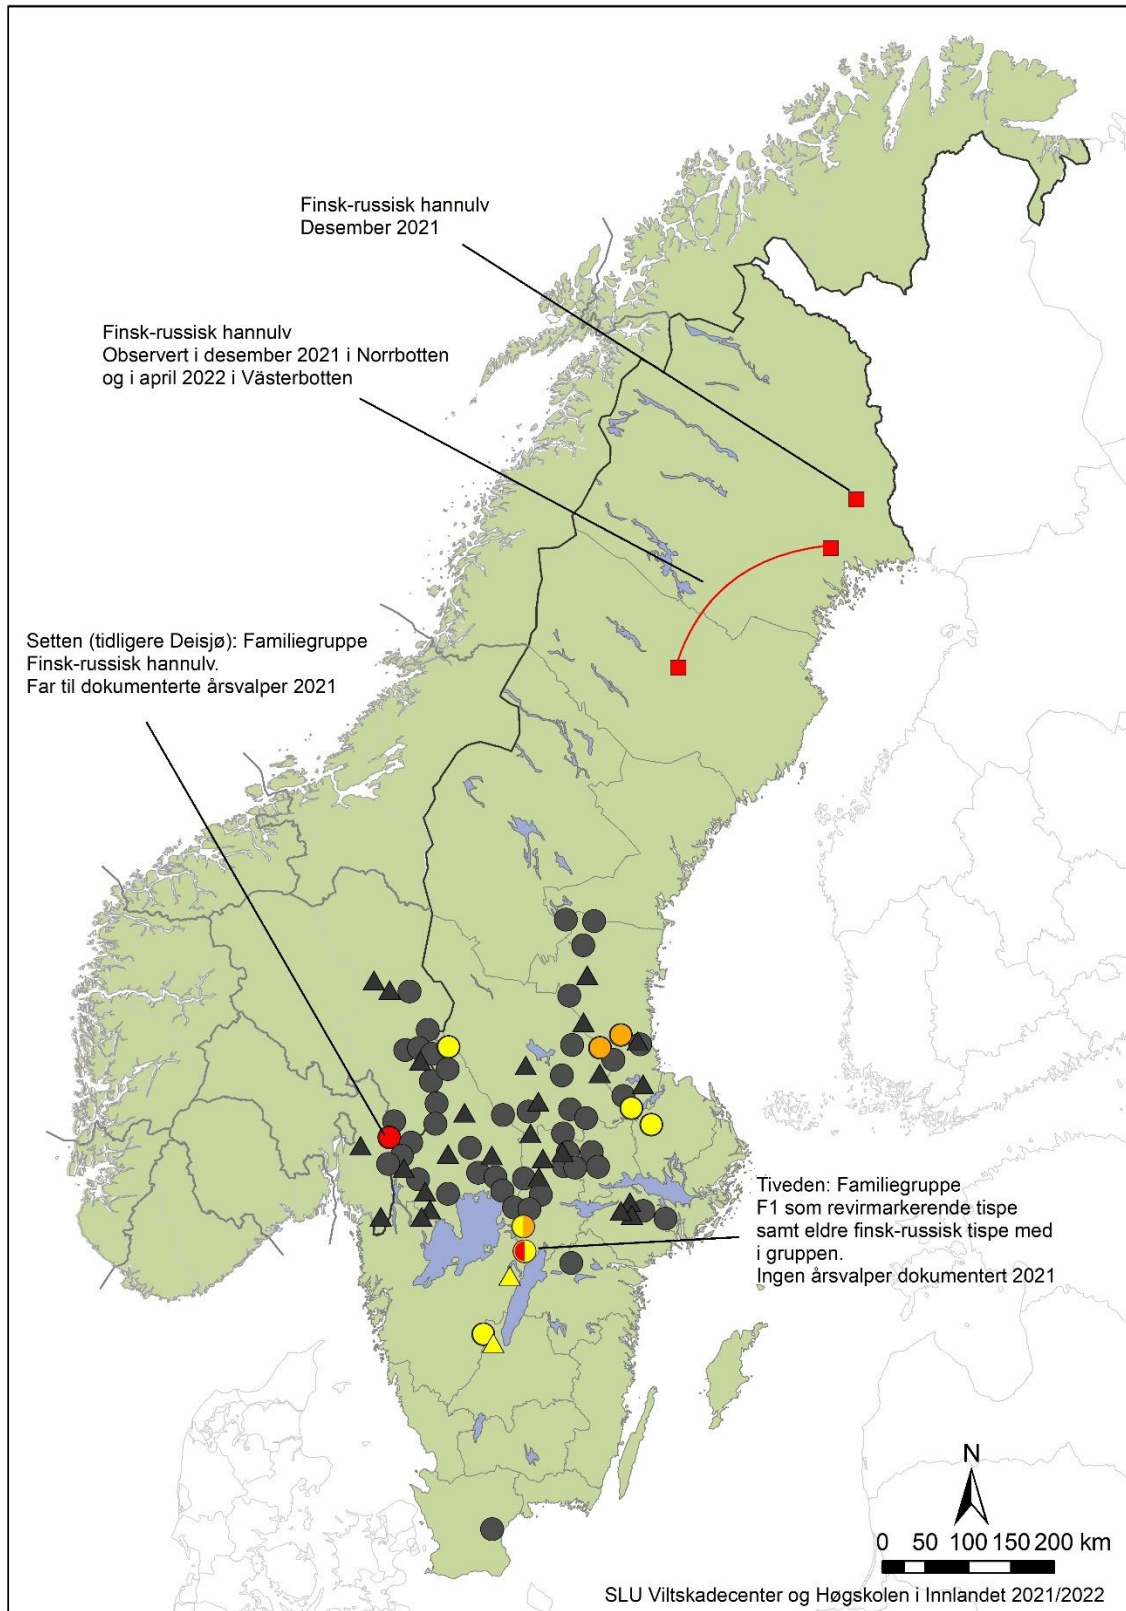 Finsk-russisk hannulv
Desember 2021
Finsk-russisk hannulv
Observert i desember 2021 i Norrbotten
og i april 2022 i Västerbotten
Setten (tidligere Deisjø): Familiegruppe
Finsk-russisk hannulv.
Far til dokumenterte årsvalper 2021
Tiveden: Familiegruppe
F1 som revirmarkerende tispe
samt eldre finsk-russisk tispe med
i gruppen.
Ingen årsvalper dokumentert 2021
N
0 50 100 150 200 km
SLU Viltskadecenter og Høgskolen i Innlandet 2021/2022